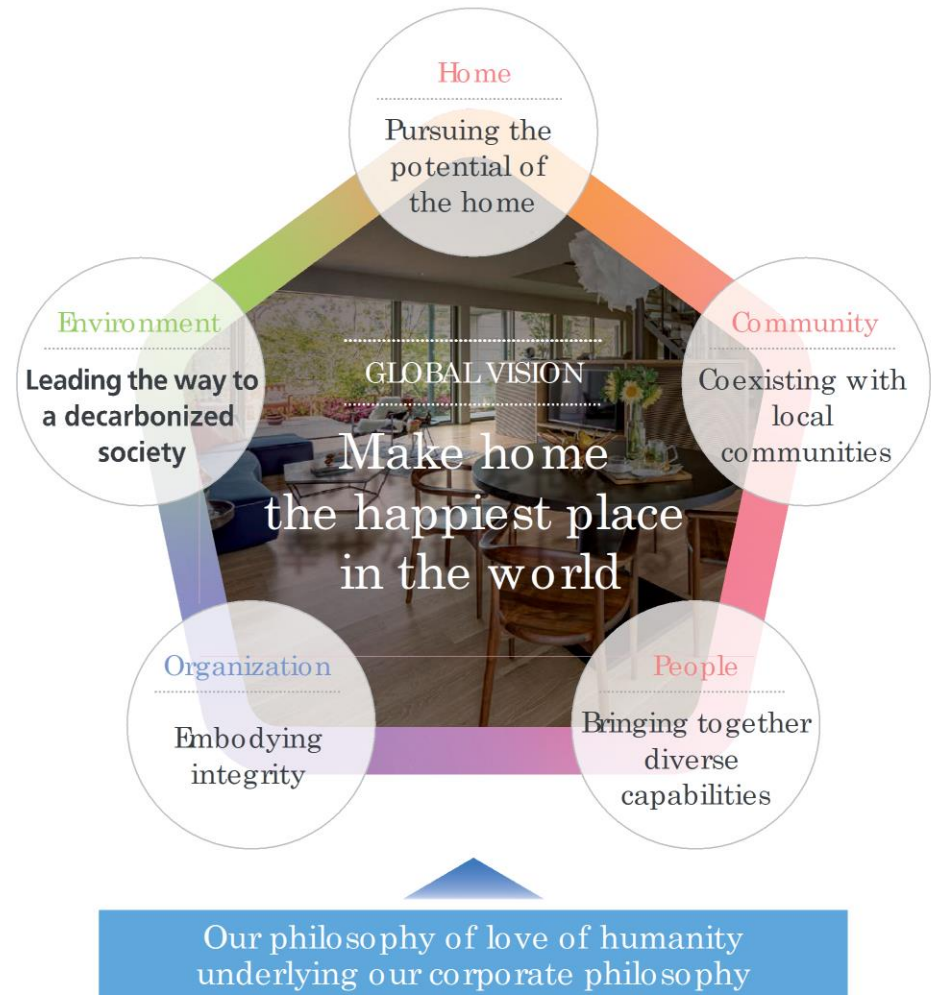 Home
Pursuing the
potential of
the home
Environment
Leading the way to
a decarbonized
society
GLOBAL VISION
Make home
the happiest place
in the world
Community
Coexisting with
local
communities
Organization
Embodying
integrity
People
Bringing together
diverse
capabilities
Our philosophy of love of humanity
underlying our corporate philosophy